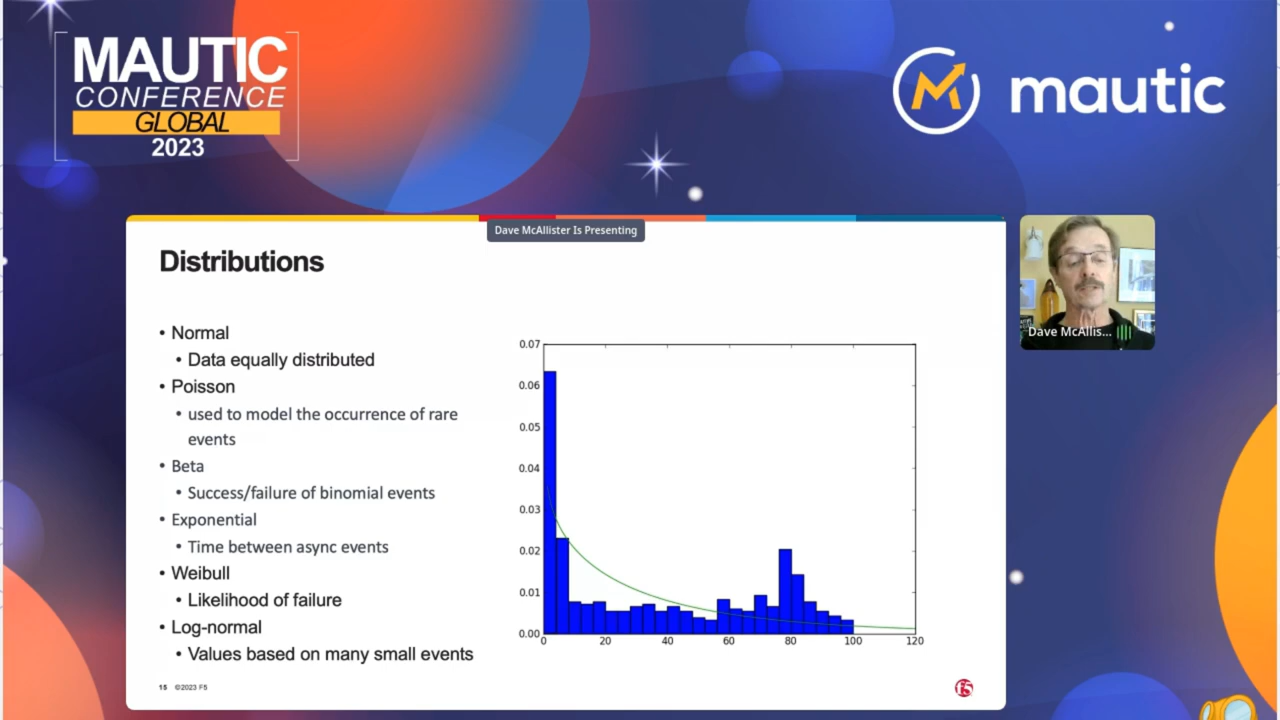 MAUTIC
CONFERENCE
GLOBAL
2023
mautic
Dave McAllister Is Presenting
Distributions
• Normal
• Data equally distributed
• Poisson
• used to model the occurrence of rare
events
• Beta
• Success/failure of binomial events
• Exponential
• Time between async events
• Weibull
• Likelihood of failure
• Log-normal
• Values based on many small events
0.07
0.06
0.05
0.04
0.03
0.02
0.01
0.00
0 20 40 60 80 100 120
15 ©2023 F5
f5
Dave McAllis...